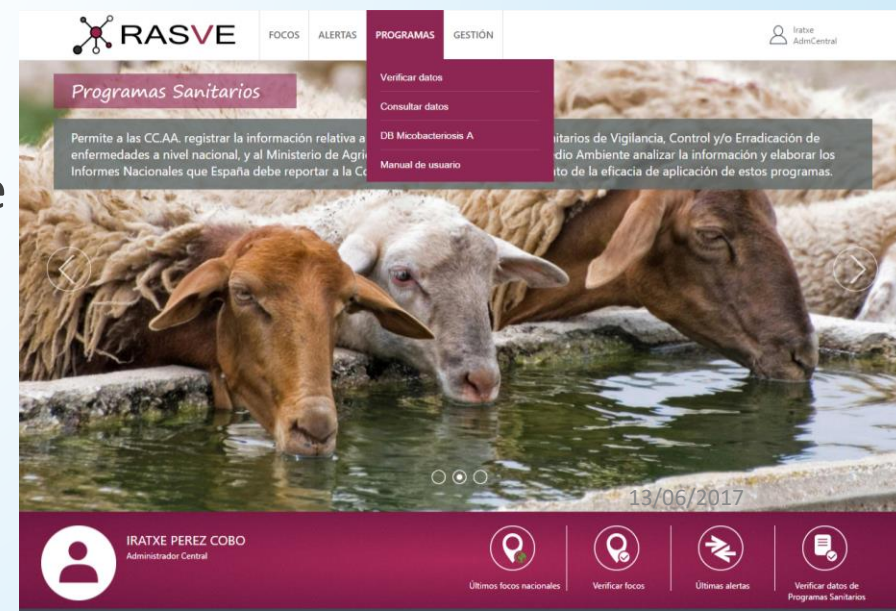 RASVE
FOCOS ALERTAS PROGRAMAS GESTIÓN
Iratxe
AdmCentral
Verificar datos
Consultar datos
DB Micobacteriosis A
Manual de usuario
Programas Sanitarios
Permite a las CC.AA. registrar la información relativa a nitarios de Vigilancia, Control y/o Erradicación de
enfermedades a nivel nacional, y al Ministerio de Agri edio Ambiente analizar la información y elaborar los
Informes Nacionales que España debe reportar a la Co to de la eficacia de aplicación de estos programas.
e
13/06/2017
IRATXE PEREZ COBO
Administrador Central
Últimos focos nacionales
Verificar focos
Últimas alertas
Verificar datos de
Programas Sanitarios